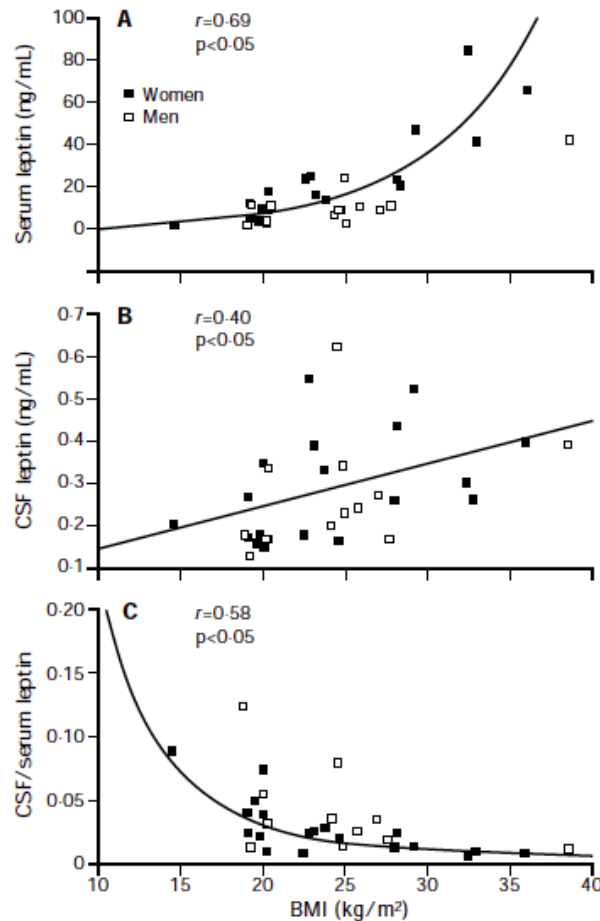 A
r=0·69
p<0·05
Women
Men
Serum leptin (ng/mL)
100
80
60
40
20
0
B
r=0·40
p<0·05
CSF leptin (ng/mL)
0·7
0·6
0·5
0·4
0·3
0·2
0·1
C
r=0·58
p<0·05
CSF/serum leptin
0·20
0·15
0·10
0·05
0
10 15 20 25 30 35 40
BMI (kg/m²)